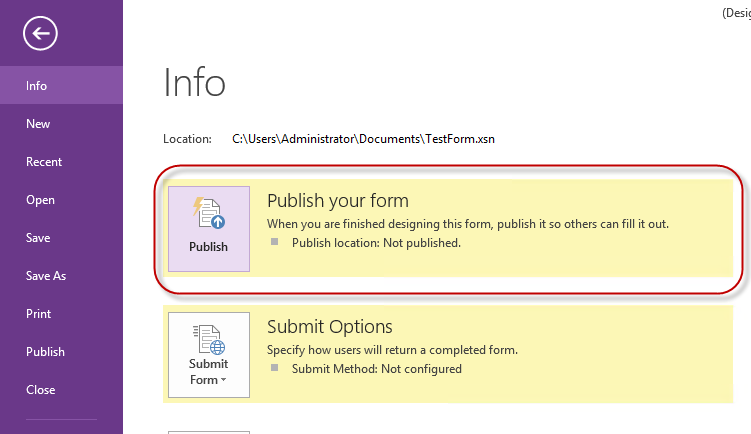 (Desig
Info
Info
New
Location: C:\Users\Administrator\Documents\TestForm.xsn
Recent
Open
Publish your form
When you are finished designing this form, publish it so others can fill it out.
Publish location: Not published.
Publish
Save
Save As
Print
Submit Options
Specify how users will return a completed form.
Submit Method: Not configured
Submit
Form
Publish
Close